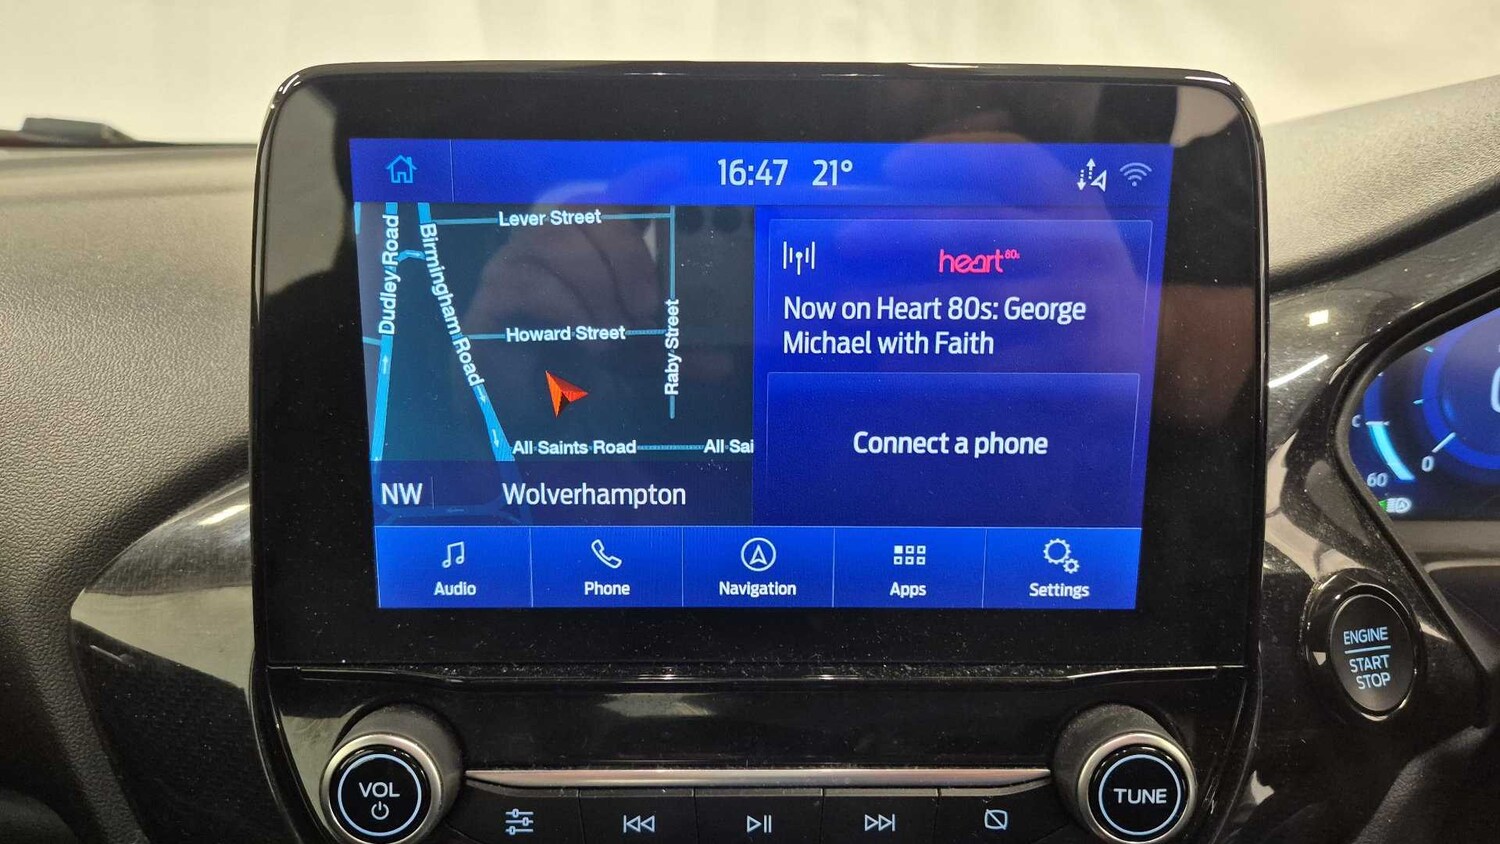 16:47 21°
Lever Street
Dudley Road
Birmingham Road
Howard Street
Raby Street
All Saints Road
All Sai
NW
Wolverhampton
heart 80s
Now on Heart 80s: George
Michael with Faith
Connect a phone
Audio
Phone
Navigation
Apps
Settings
C
60
0
ENGINE
START
STOP
VOL
TUNE